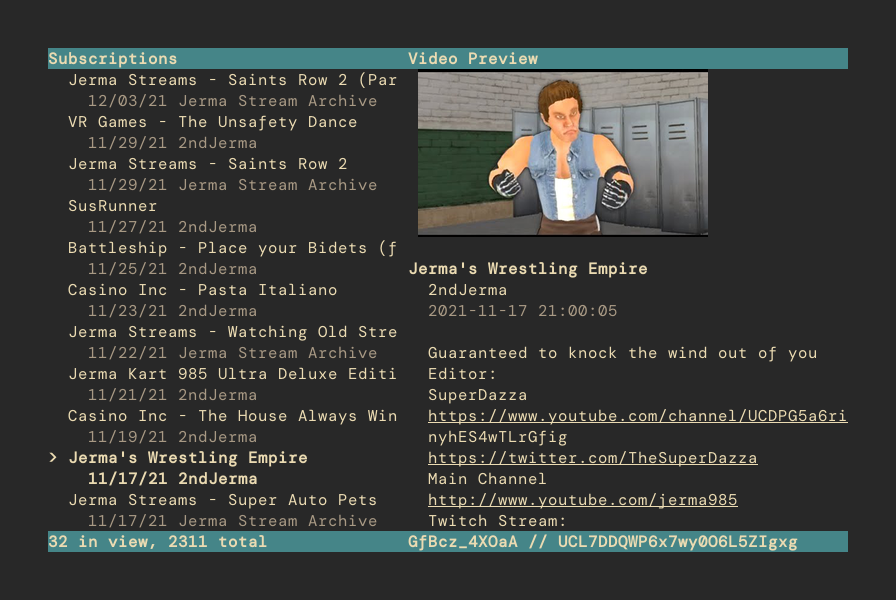 Subscriptions
Jerma Streams - Saints Row 2 (Par
12/03/21 Jerma Stream Archive
VR Games - The Unsafety Dance
11/29/21 2ndJerma
Jerma Streams - Saints Row 2
11/29/21 Jerma Stream Archive
SusRunner
11/27/21 2ndJerma
Battleship - Place your Bidets (f
11/25/21 2ndJerma
Casino Inc - Pasta Italiano
11/23/21 2ndJerma
Jerma Streams - Watching Old Stre
11/22/21 Jerma Stream Archive
Jerma Kart 985 Ultra Deluxe Editi
11/21/21 2ndJerma
Casino Inc - The House Always Win
11/19/21 2ndJerma
> Jerma's Wrestling Empire
11/17/21 2ndJerma
Jerma Streams - Super Auto Pets
11/17/21 Jerma Stream Archive
32 in view, 2311 total
Video Preview
Jerma's Wrestling Empire
2ndJerma
2021-11-17 21:00:05
Guaranteed to knock the wind out of you
Editor:
SuperDazza
https://www.youtube.com/channel/UCDPG5a6ri
nyhES4wTLrGfig
https://twitter.com/TheSuperDazza
Main Channel
http://www.youtube.com/jerma985
Twitch Stream:
GfBcz_4XOaA // UCL7DDQWP6x7wy0O6L5ZIgxg